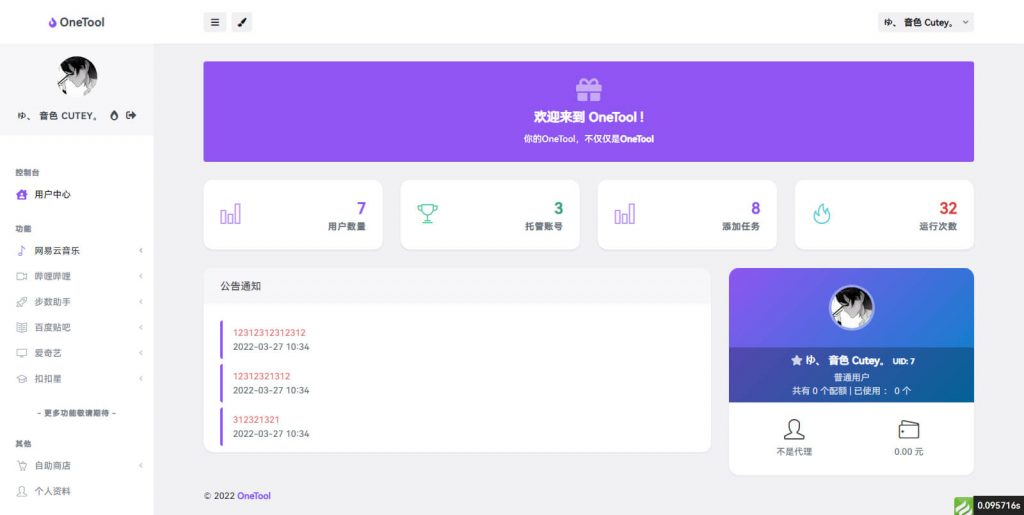 OneTool
ゆ、 音色 Cutey。
ゆ、 音色 CUTEY。
控制台
用户中心
功能
网易云音乐
哔哩哔哩
步数助手
百度贴吧
爱奇艺
扣扣星
- 更多功能敬请期待 -
其他
自助商店
个人资料
欢迎来到 OneTool !
你的OneTool，不仅仅是OneTool
7
用户数量
3
托管账号
8
添加任务
32
运行次数
公告通知
12312312312312
2022-03-27 10:34
12312321312
2022-03-27 10:34
312321321
2022-03-27 10:34
ゆ、 音色 Cutey。 UID: 7
普通用户
共有 0 个配额 | 已使用： 0 个
不是代理
0.00 元
© 2022 OneTool
0.095716s